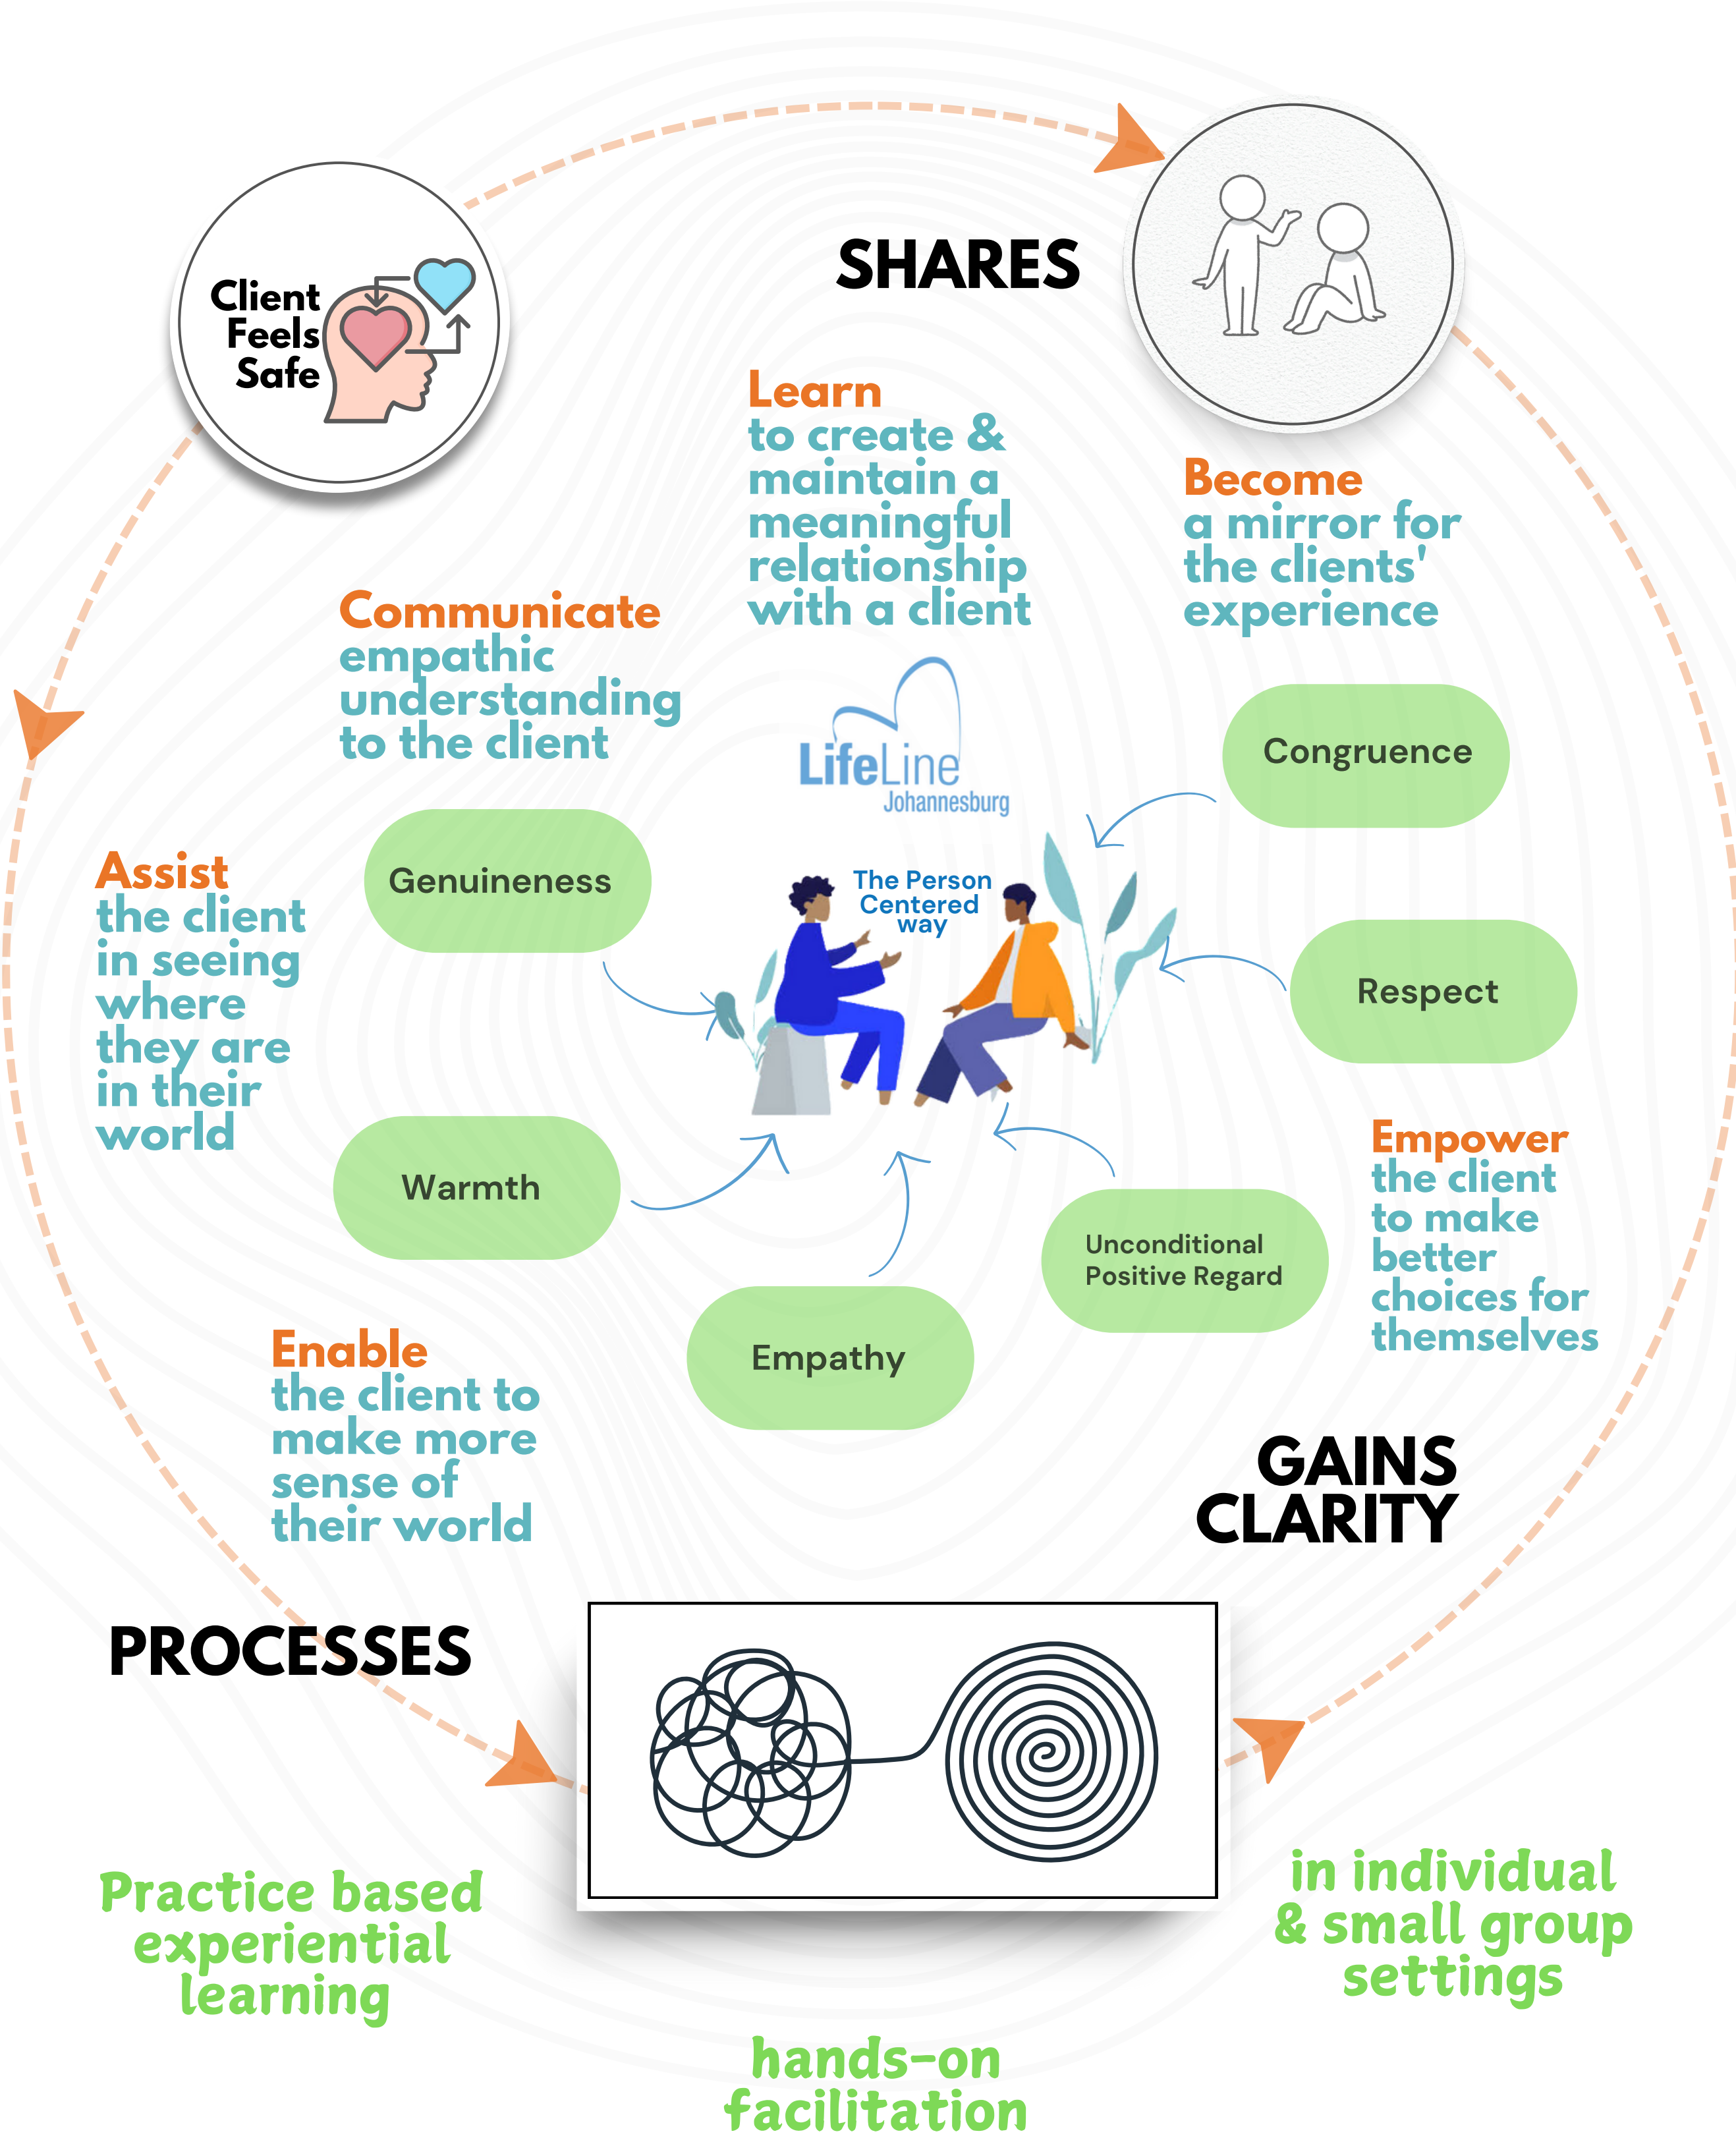 SHARES
Client
Feels
Safe
Learn
to create &
maintain a
meaningful
relationship
with a client
Become
a mirror for
the clients'
experience
Communicate
empathic
understanding
to the client
LifeLine
Johannesburg
Congruence
Genuineness
Assist
the client
in seeing
where
they are
in their
world
The Person
Centered
way
Respect
Warmth
Empower
the client
to make
better
choices for
themselves
Unconditional
Positive Regard
Empathy
Enable
the client to
make more
sense of
their world
GAINS
CLARITY
PROCESSES
Practice based
experiential
learning
in individual
& small group
settings
hands-on
facilitation